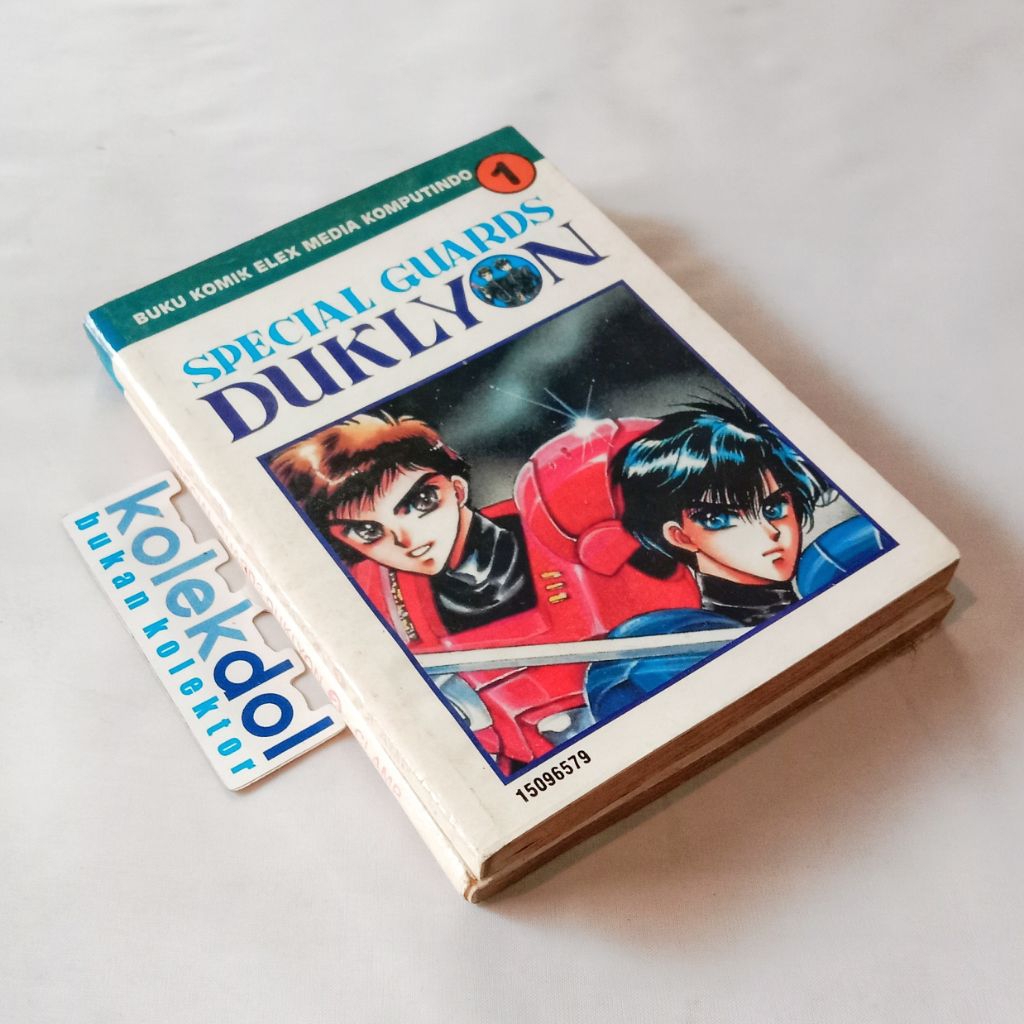 BUKU KOMIK ELEX MEDIA KOMPUTINDO
1
SPECIAL GUARDS
DUKLYON
15096579
kolekdol
bukan kolektor